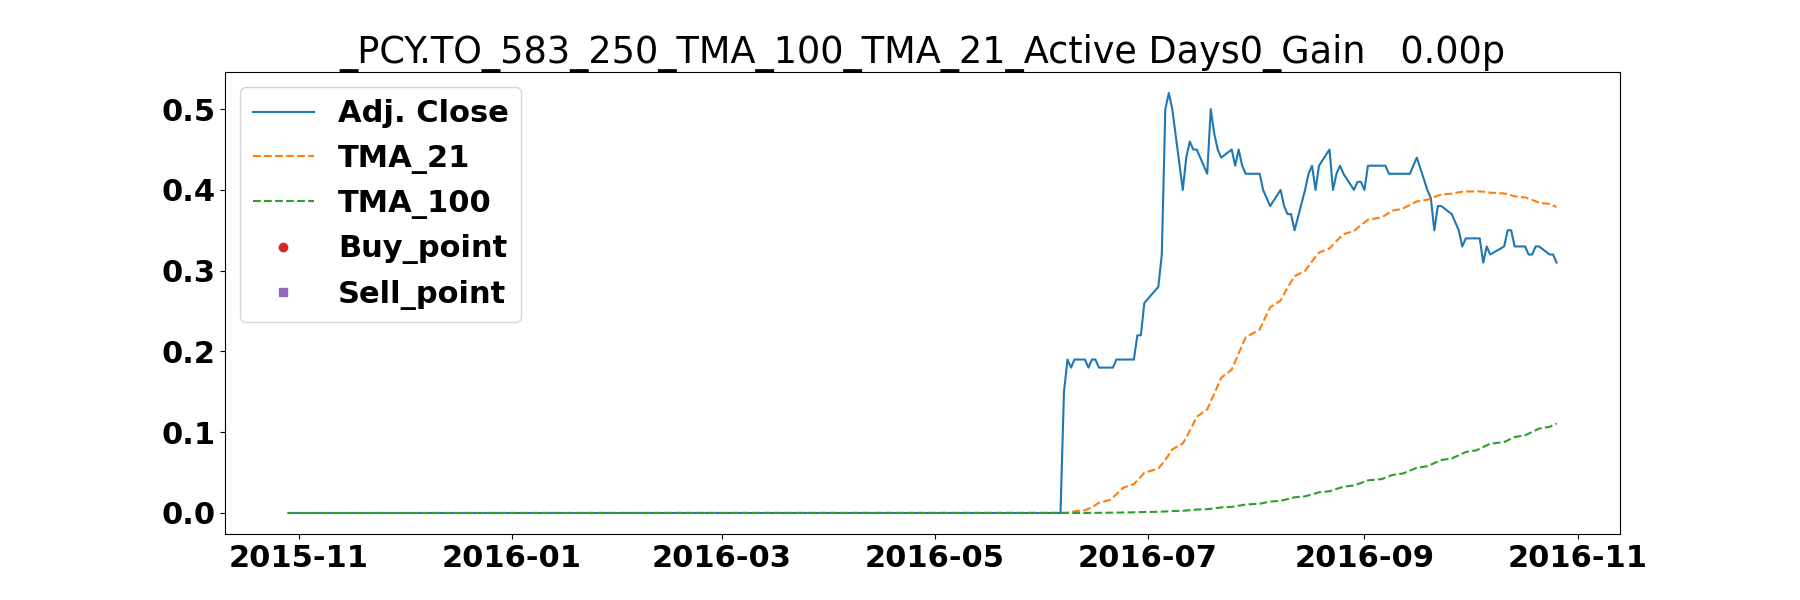 _PCY.TO_583_250_TMA_100_TMA_21_Active Days0_Gain   0.00p
Adj. Close
TMA_21
TMA_100
Buy_point
Sell_point
0.5
0.4
0.3
0.2
0.1
0.0
2015-11 2016-01 2016-03 2016-05 2016-07 2016-09 2016-11